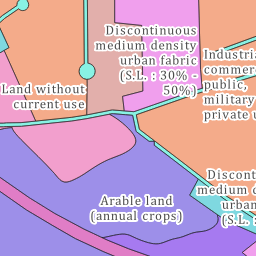 Discontinuous
medium density
urban fabric
(S.L. : 30% -
50%)
Industrial
commer
public,
military
private u
Land without
current use
Discont
medium d
urban
(S.L. :
Arable land
(annual crops)